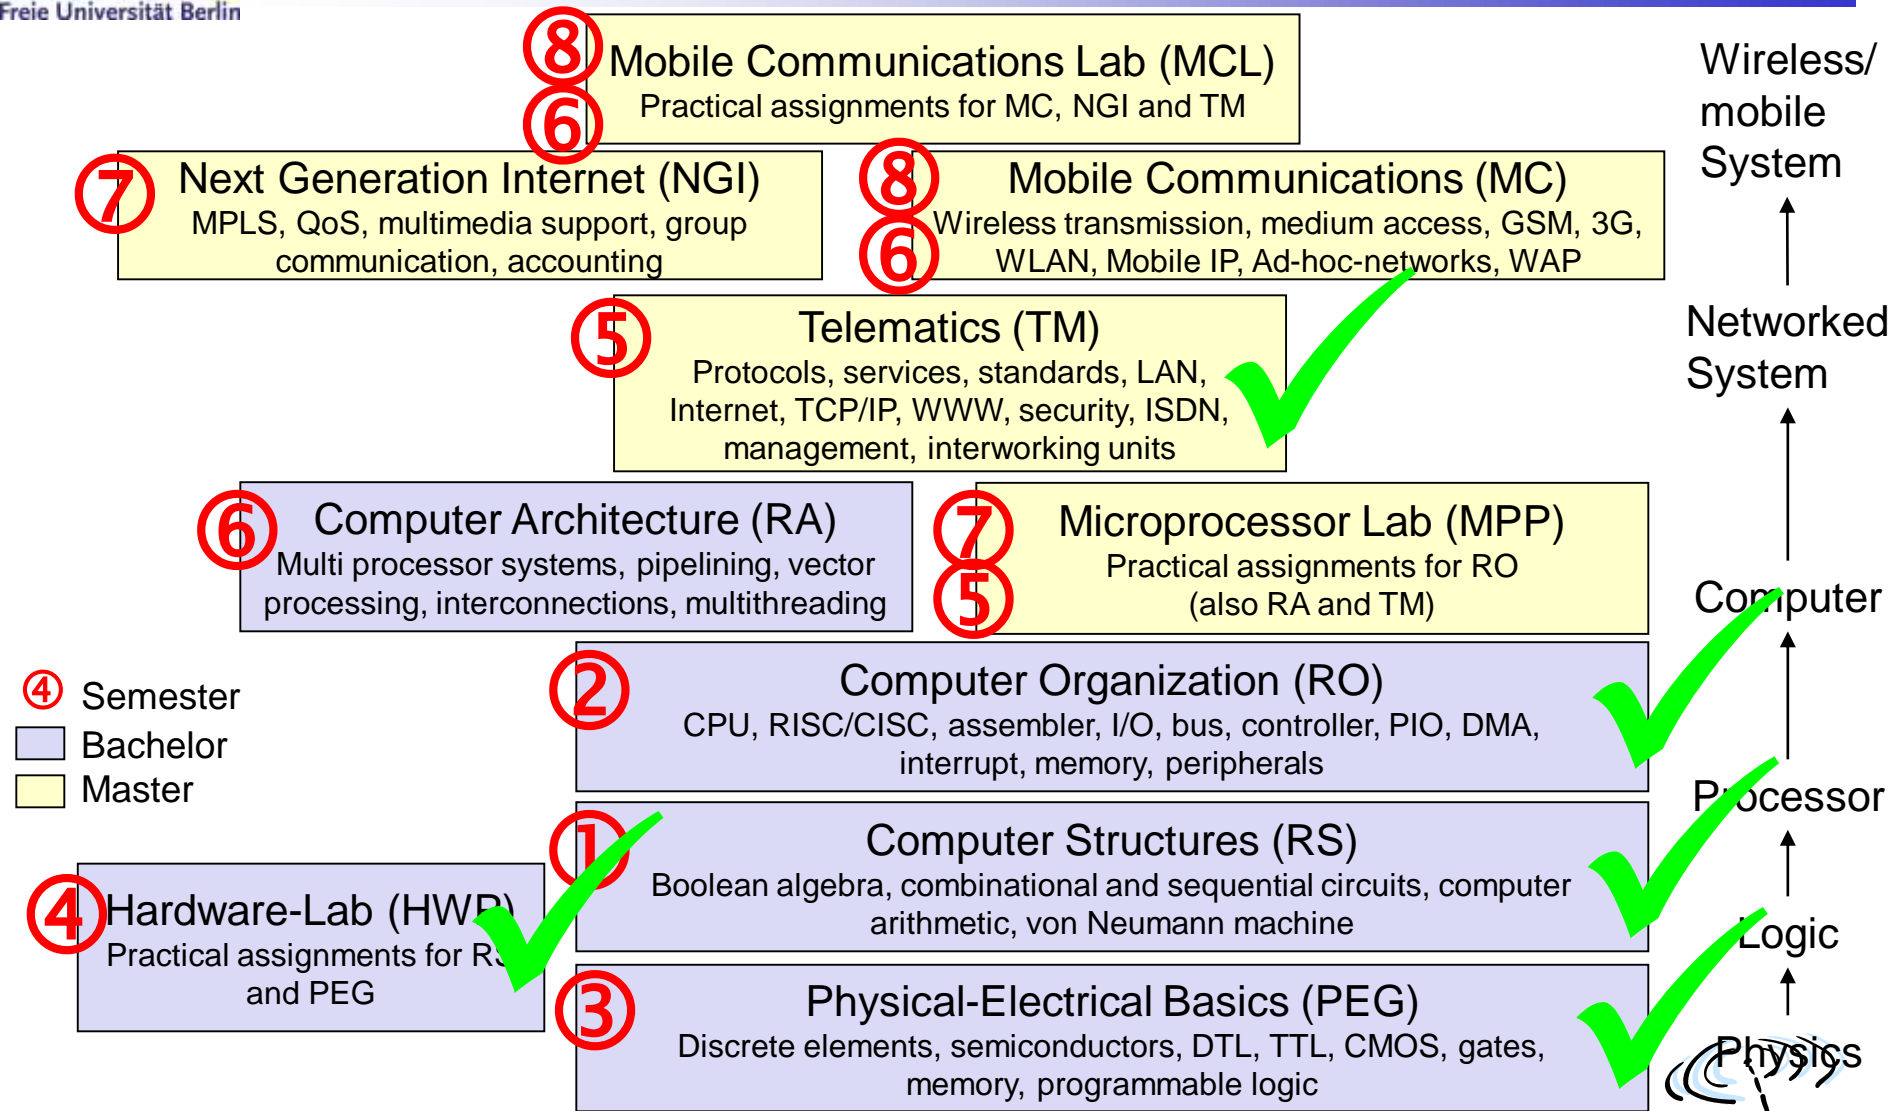 Freie Universität Berlin
8
6
Mobile Communications Lab (MCL)
Practical assignments for MC, NGI and TM
7
Next Generation Internet (NGI)
MPLS, QoS, multimedia support, group
communication, accounting
8
6
Mobile Communications (MC)
Wireless transmission, medium access, GSM, 3G,
WLAN, Mobile IP, Ad-hoc-networks, WAP
5
Telematics (TM)
Protocols, services, standards, LAN,
Internet, TCP/IP, WWW, security, ISDN,
management, interworking units
6
Computer Architecture (RA)
Multi processor systems, pipelining, vector
processing, interconnections, multithreading
7
5
Microprocessor Lab (MPP)
Practical assignments for RO
(also RA and TM)
2
Computer Organization (RO)
CPU, RISC/CISC, assembler, I/O, bus, controller, PIO, DMA,
interrupt, memory, peripherals
1
Computer Structures (RS)
Boolean algebra, combinational and sequential circuits, computer
arithmetic, von Neumann machine
4
Hardware-Lab (HWP)
Practical assignments for RS
and PEG
3
Physical-Electrical Basics (PEG)
Discrete elements, semiconductors, DTL, TTL, CMOS, gates,
memory, programmable logic
4 Semester
Bachelor
Master
Wireless/
mobile
System
Networked
System
Computer
Processor
Logic
Physics